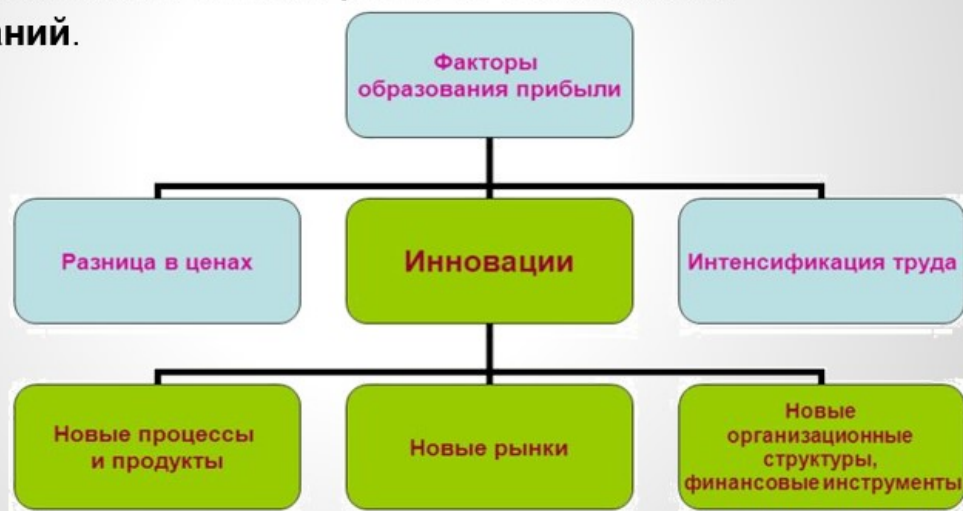 аний.
Факторы
образования прибыли
Разница в ценах
Инновации
Интенсификация труда
Новые процессы
и продукты
Новые рынки
Новые
организационные
структуры,
финансовые инструменты